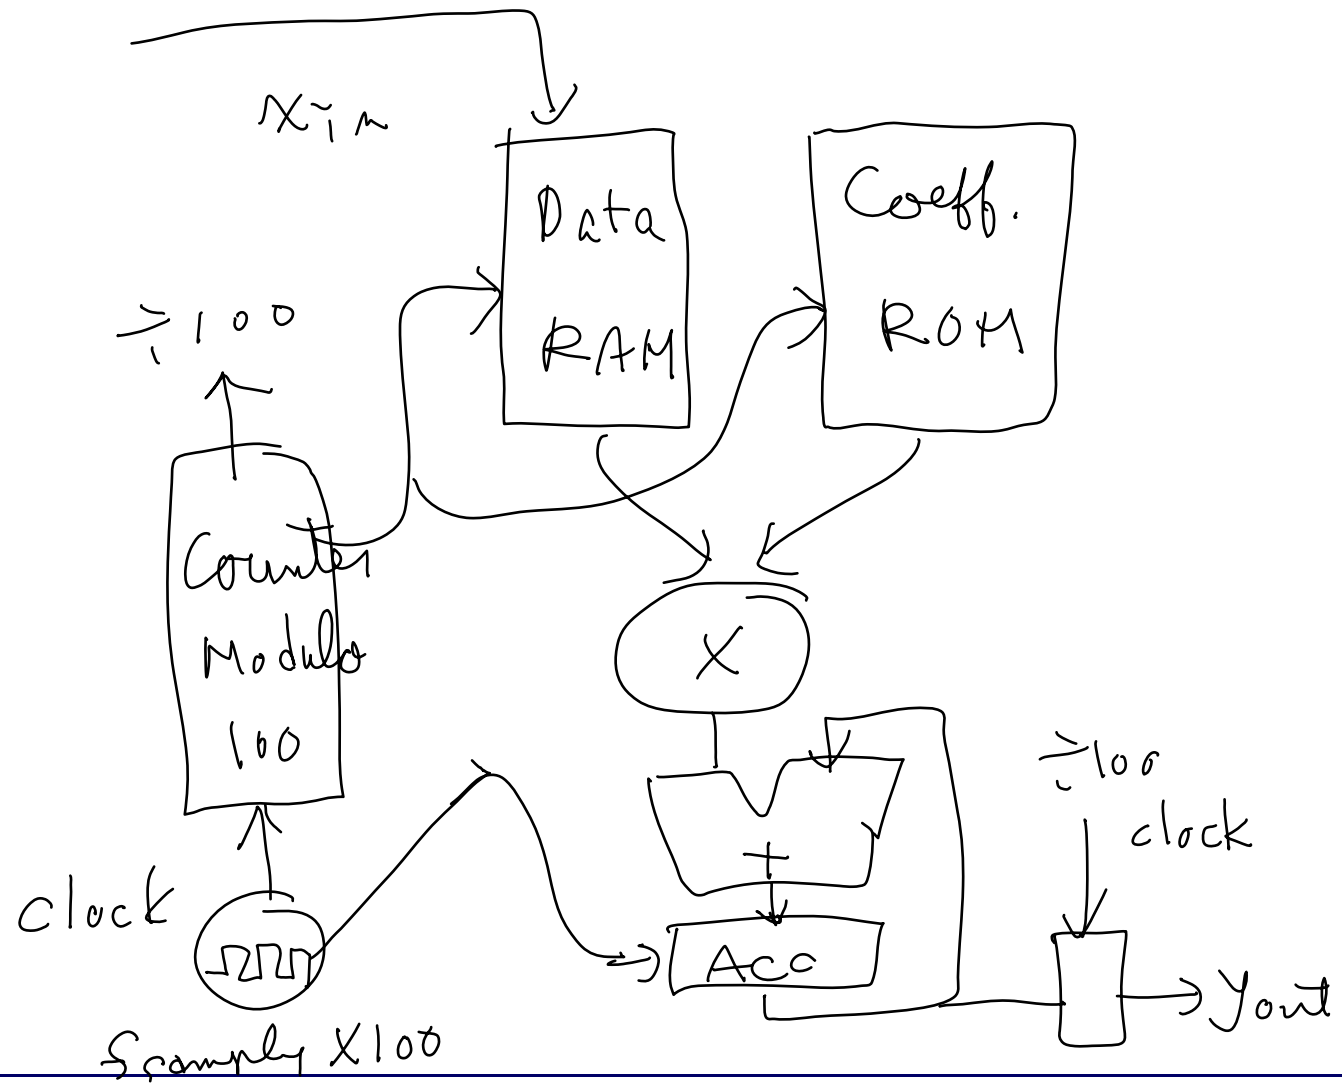 Xin
Data
RAM
Coeff.
ROM
÷100
Counter
Modulo
100
X
+
Acc
÷100
clock
clock
Yout
X100